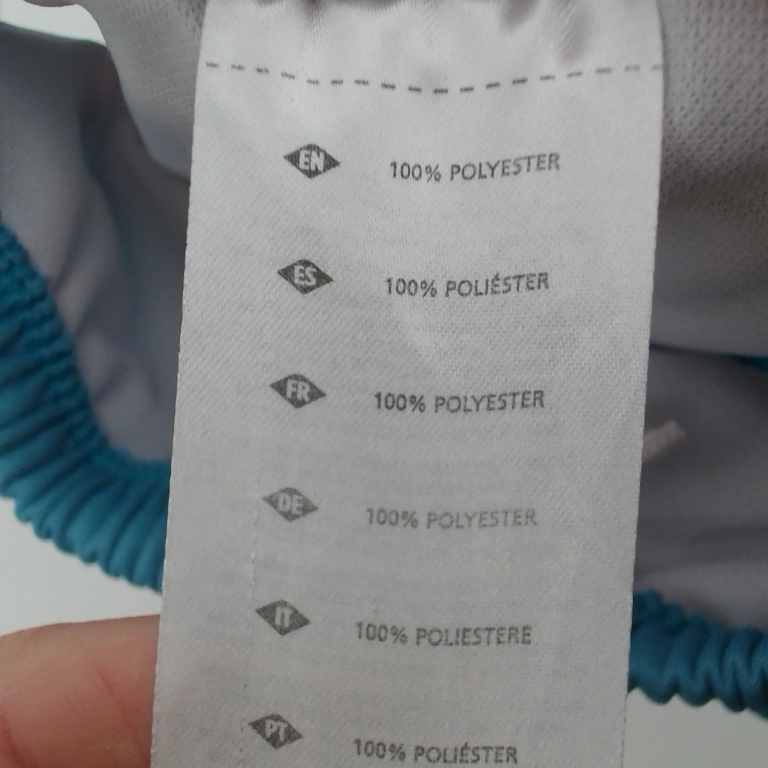 EN 100% POLYESTER
ES 100% POLIÉSTER
FR 100% POLYESTER
DE 100% POLYESTER
IT 100% POLIESTERE
PT 100% POLIÉSTER